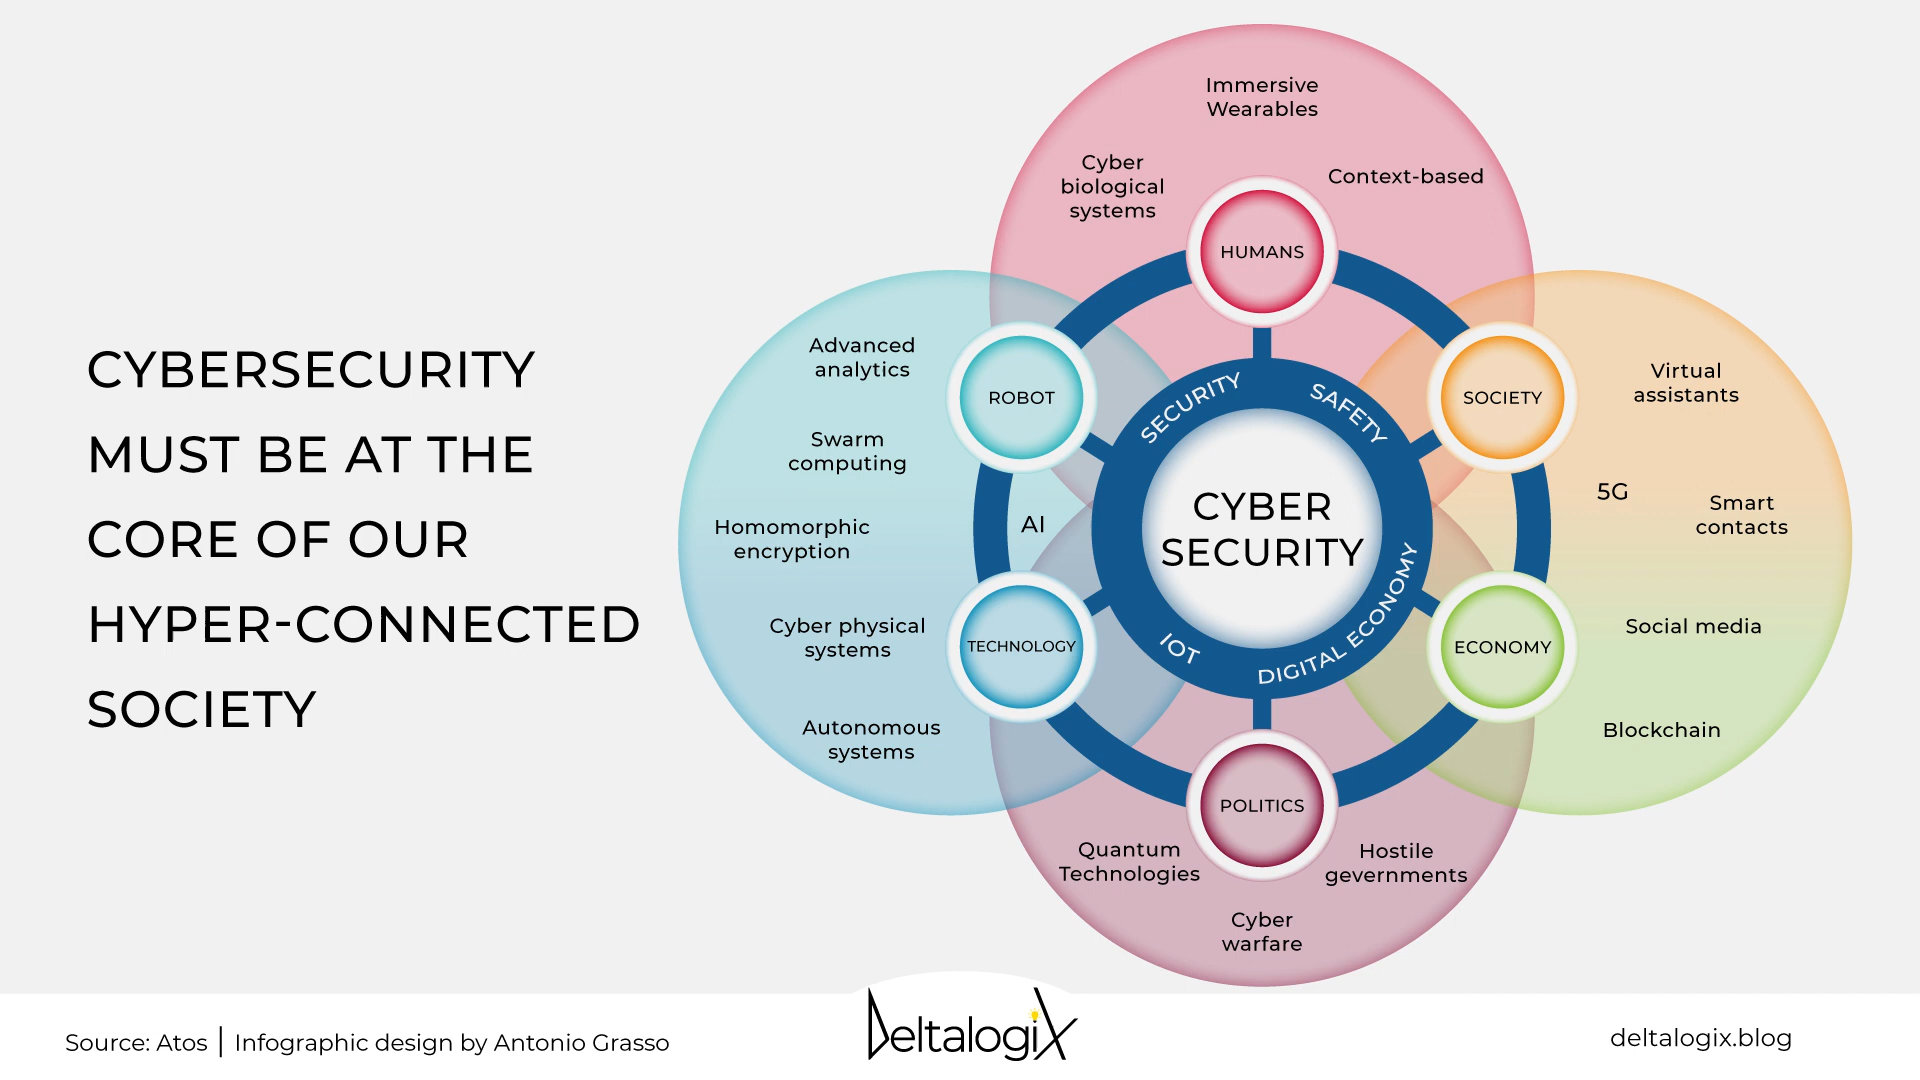 CYBERSECURITY
MUST BE AT THE
CORE OF OUR
HYPER-CONNECTED
SOCIETY
Immersive
Wearables
Cyber
biological
systems
Context-based
HUMANS
Advanced
analytics
ROBOT
Swarm
computing
Homomorphic
encryption
AI
Cyber physical
systems
TECHNOLOGY
Autonomous
systems
SECURITY
SAFETY
CYBER
SECURITY
IOT
DIGITAL ECONOMY
SOCIETY
Virtual
assistants
5G
Smart
contacts
ECONOMY
Social media
Blockchain
POLITICS
Quantum
Technologies
Hostile
gevernments
Cyber
warfare
Source: Atos | Infographic design by Antonio Grasso
DeltalogiX
deltalogix.blog